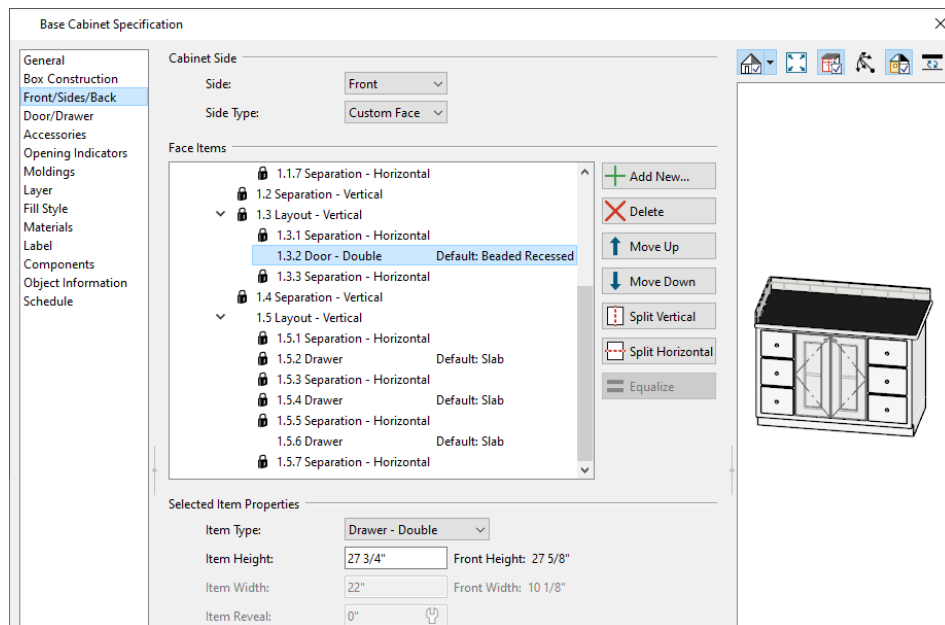 Base Cabinet Specification
General
Box Construction
Front/Sides/Back
Door/Drawer
Accessories
Opening Indicators
Moldings
Layer
Fill Style
Materials
Label
Components
Object Information
Schedule
Cabinet Side
Side: Front
Side Type: Custom Face
Face Items
1.1.7 Separation - Horizontal
1.2 Separation - Vertical
1.3 Layout - Vertical
1.3.1 Separation - Horizontal
1.3.2 Door - Double Default: Beaded Recessed
1.3.3 Separation - Horizontal
1.4 Separation - Vertical
1.5 Layout - Vertical
1.5.1 Separation - Horizontal
1.5.2 Drawer Default: Slab
1.5.3 Separation - Horizontal
1.5.4 Drawer Default: Slab
1.5.5 Separation - Horizontal
1.5.6 Drawer Default: Slab
1.5.7 Separation - Horizontal
Add New...
Delete
Move Up
Move Down
Split Vertical
Split Horizontal
Equalize
Selected Item Properties
Item Type: Drawer - Double
Item Height: 27 3/4" Front Height: 27 5/8"
Item Width: 22" Front Width: 10 1/8"
Item Reveal: 0"